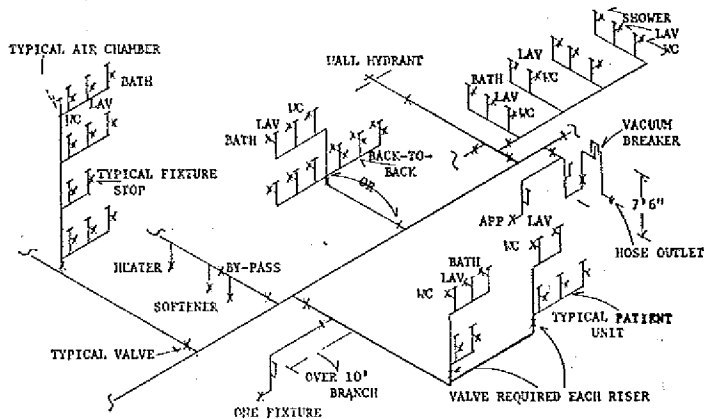 SHOWER
LAV
WC
TYPICAL AIR CHAMBER
BATH
WC
LAV
WALL HYDRANT
BATH
LAV
WC
LAV
WC
BATH
LAV
WC
VACUUM
BREAKER
BACK-TO-
BACK
TYPICAL FIXTURE
STOP
OR
7'6"
APP
LAV
WC
HOSE OUTLET
HEATER
BY-PASS
SOFTENER
BATH
LAV
WC
TYPICAL PATIENT
UNIT
TYPICAL VALVE
OVER 10'
BRANCH
VALVE REQUIRED EACH RISER
ONE FIXTURE